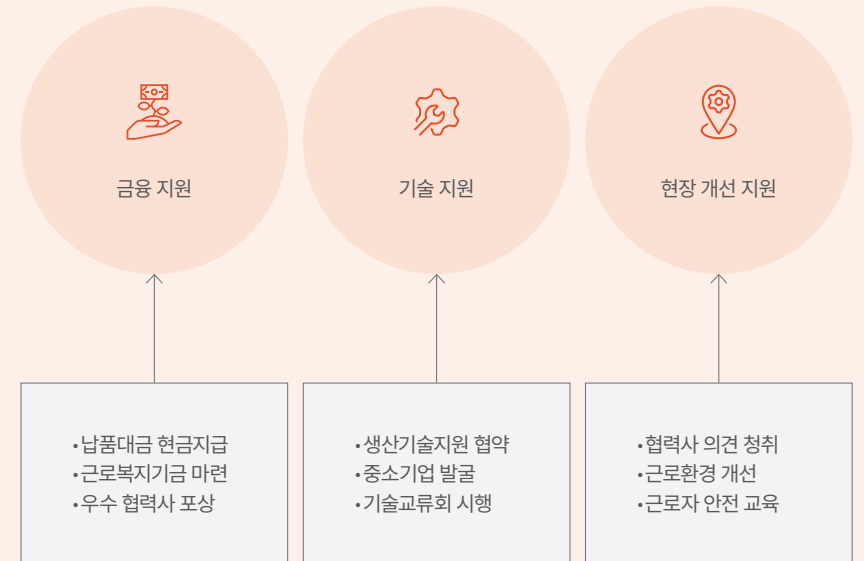 금융 지원
기술 지원
현장 개선 지원
•납품대금 현금지급
•근로복지기금 마련
•우수 협력사 포상
•생산기술지원 협약
•중소기업 발굴
•기술교류회 시행
•협력사 의견 청취
•근로환경 개선
•근로자 안전 교육